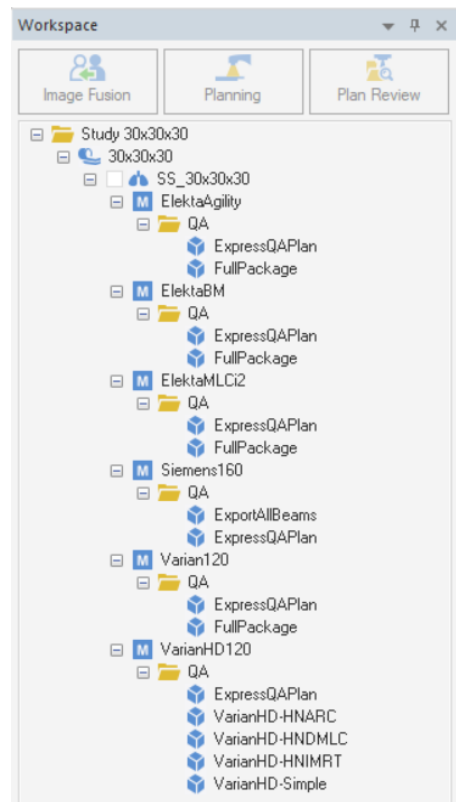 Workspace
Image Fusion
Planning
Plan Review
Study 30x30x30
30x30x30
SS_30x30x30
M ElektaAgility
QA
ExpressQAPlan
FullPackage
M ElektaBM
QA
ExpressQAPlan
FullPackage
M ElektaMLCi2
QA
ExpressQAPlan
FullPackage
M Siemens160
QA
ExportAllBeams
ExpressQAPlan
M Varian120
QA
ExpressQAPlan
FullPackage
M VarianHD120
QA
ExpressQAPlan
VarianHD-HNARC
VarianHD-HNDMLC
VarianHD-HNIMRT
VarianHD-Simple